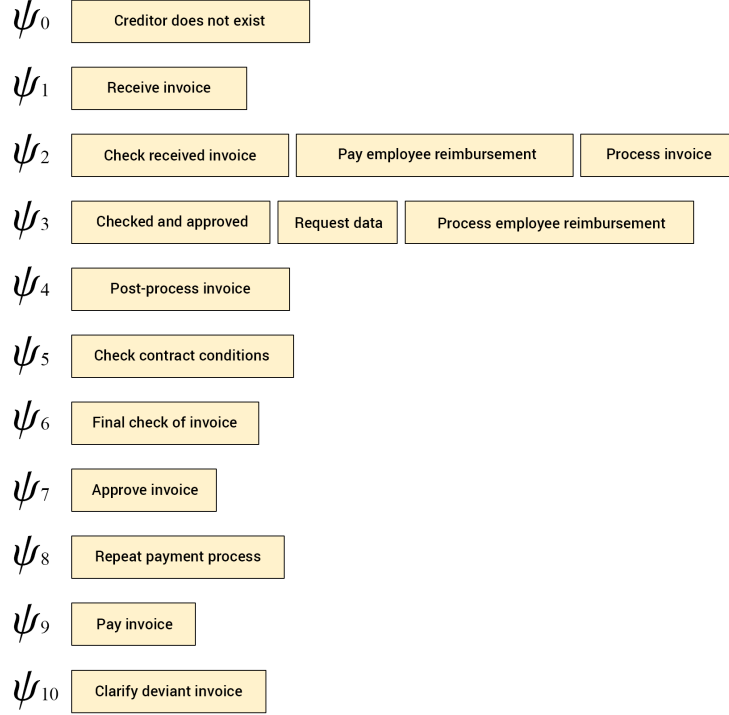 ψ0 Creditor does not exist
ψ1 Receive invoice
ψ2 Check received invoice Pay employee reimbursement Process invoice
ψ3 Checked and approved Request data Process employee reimbursement
ψ4 Post-process invoice
ψ5 Check contract conditions
ψ6 Final check of invoice
ψ7 Approve invoice
ψ8 Repeat payment process
ψ9 Pay invoice
ψ10 Clarify deviant invoice